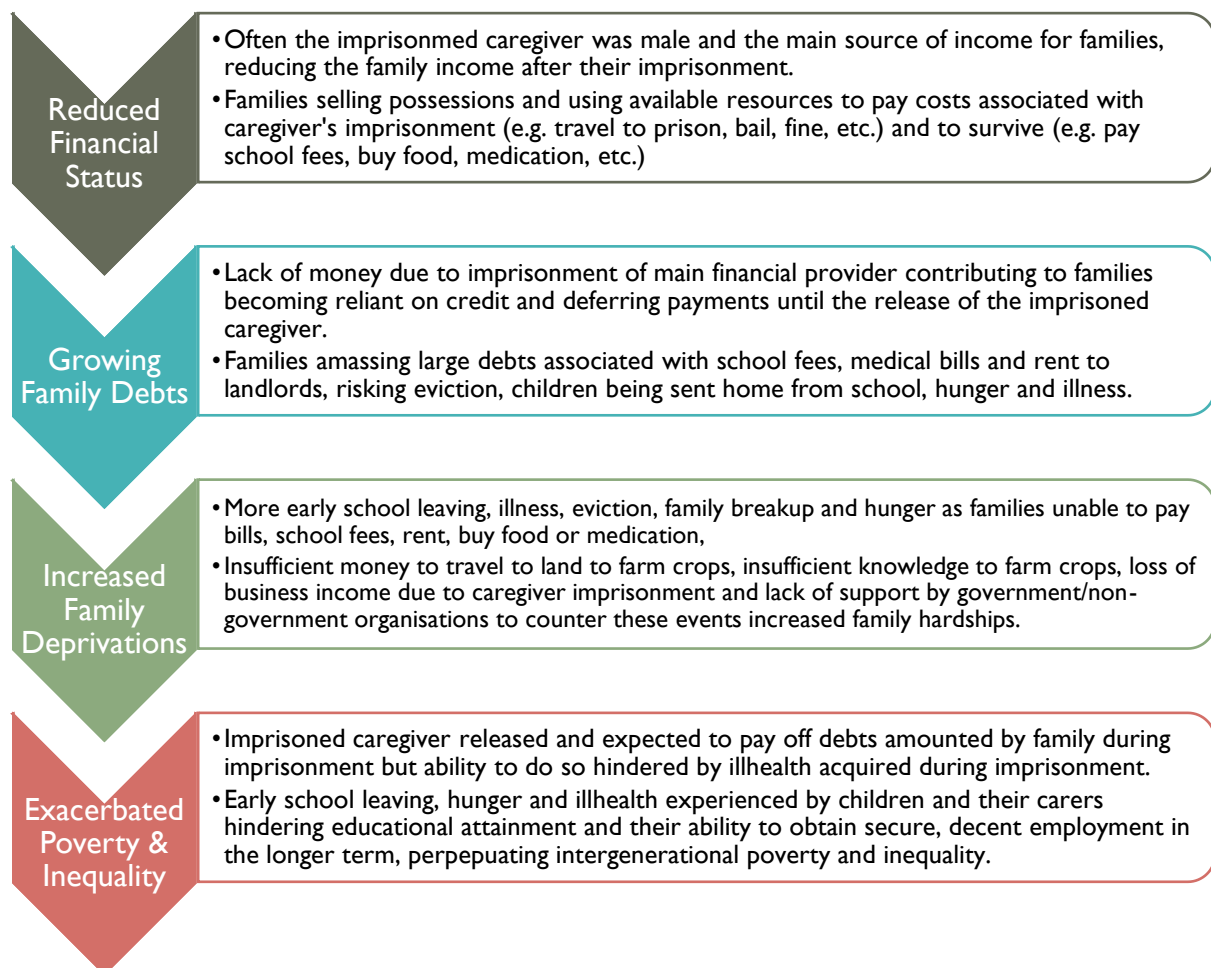 Reduced
Financial
Status
•Often the imprisonmed caregiver was male and the main source of income for families,
reducing the family income after their imprisonment.
•Families selling possessions and using available resources to pay costs associated with
caregiver's imprisonment (e.g. travel to prison, bail, fine, etc.) and to survive (e.g. pay
school fees, buy food, medication, etc.)
Growing
Family Debts
•Lack of money due to imprisonment of main financial provider contributing to families
becoming reliant on credit and deferring payments until the release of the imprisoned
caregiver.
•Families amassing large debts associated with school fees, medical bills and rent to
landlords, risking eviction, children being sent home from school, hunger and illness.
Increased
Family
Deprivations
•More early school leaving, illness, eviction, family breakup and hunger as families unable to pay
bills, school fees, rent, buy food or medication,
•Insufficient money to travel to land to farm crops, insufficient knowledge to farm crops, loss of
business income due to caregiver imprisonment and lack of support by government/non-
government organisations to counter these events increased family hardships.
Exacerbated
Poverty &
Inequality
•Imprisoned caregiver released and expected to pay off debts amounted by family during
imprisonment but ability to do so hindered by illhealth acquired during imprisonment.
•Early school leaving, hunger and illhealth experienced by children and their carers
hindering educational attainment and their ability to obtain secure, decent employment in
the longer term, perpepuating intergenerational poverty and inequality.